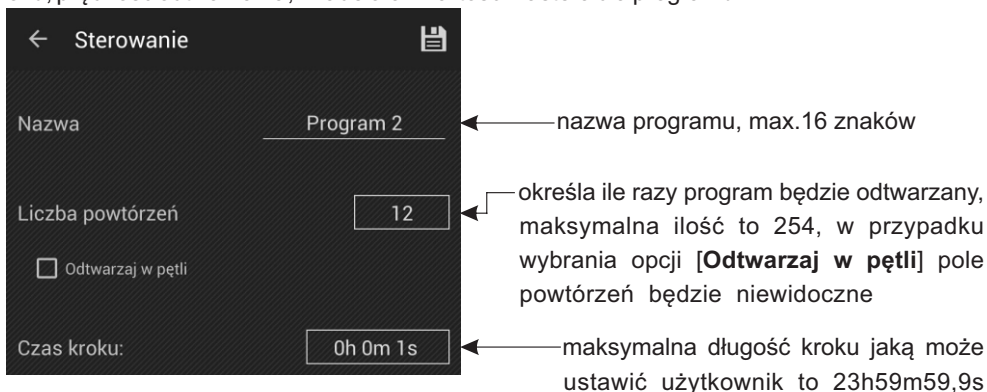 Sterowanie
Nazwa
Program 2
nazwa programu, max.16 znaków
Liczba powtórzeń
12
określa ile razy program będzie odtwarzany,
maksymalna ilość to 254, w przypadku
wybrania opcji [Odtwarzaj w pętli] pole
powtórzeń będzie niewidoczne
Odtwarzaj w pętli
Czas kroku:
0h 0m 1s
maksymalna długość kroku jaką może
ustawić użytkownik to 23h59m59,9s